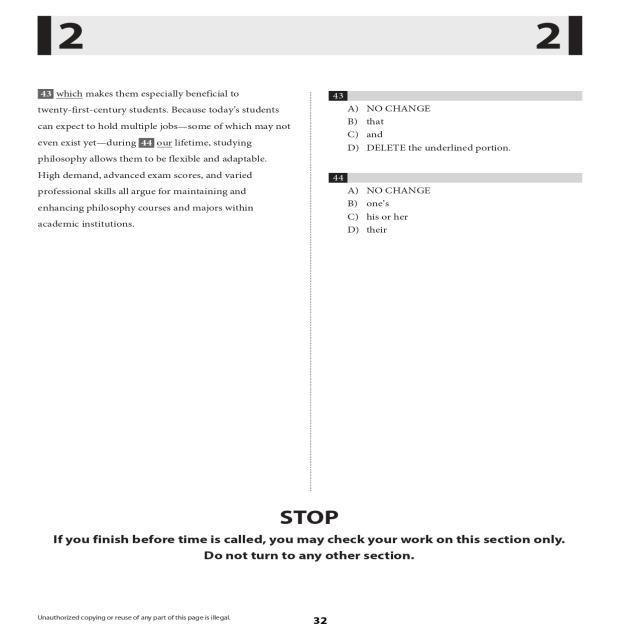 2 2
43 which makes them especially beneficial to
twenty-first-century students. Because today's students
can expect to hold multiple jobs—some of which may not
even exist yet—during 44 our lifetime, studying
philosophy allows them to be flexible and adaptable.
High demand, advanced exam scores, and varied
professional skills all argue for maintaining and
enhancing philosophy courses and majors within
academic institutions.
43
A) NO CHANGE
B) that
C) and
D) DELETE the underlined portion.
44
A) NO CHANGE
B) one's
C) his or her
D) their
STOP
If you finish before time is called, you may check your work on this section only.
Do not turn to any other section.
Unauthorized copying or reuse of any part of this page is illegal.
32